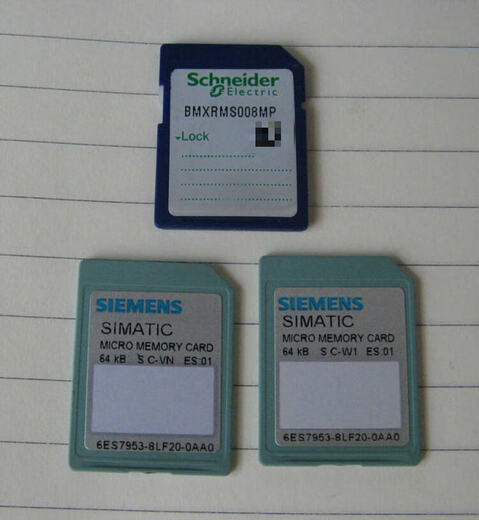 Schneider
Electric
BMXRMS008MP
Lock
SIEMENS
SIMATIC
MICRO MEMORY CARD
64 kB S C-VN ES:01
6ES7953-8LF20-0AA0
SIEMENS
SIMATIC
MICRO MEMORY CARD
64 kB S C-W1 ES:01
6ES7953-8LF20-0AA0